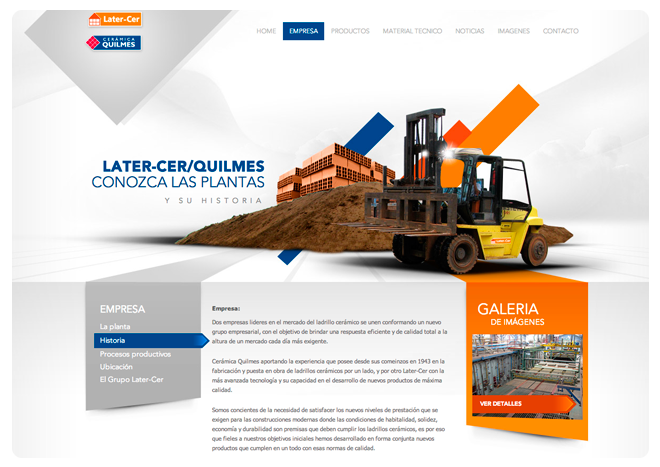 Later-Cer
CERÁMICA
QUILMES
HOME EMPRESA PRODUCTOS MATERIAL TECNICO NOTICIAS IMAGENES CONTACTO
LATER-CER/QUILMES
CONOZCA LAS PLANTAS
Y SU HISTORIA
Later-Cer
EMPRESA
La planta
Historia
Procesos productivos
Ubicación
El Grupo Later-Cer
Empresa:
Dos empresas lideres en el mercado del ladrillo cerámico se unen conformando un nuevo
grupo empresarial, con el objetivo de brindar una respuesta eficiente y de calidad total a la
altura de un mercado cada día más exigente.
Cerámica Quilmes aportando la experiencia que posee desde sus comeinzos en 1943 en la
fabricación y puesta en obra de ladrillos cerámicos por un lado, y por otro Later-Cer con la
más avanzada tecnología y su capacidad en el desarrollo de nuevos productos de máxima
calidad.
Somos concientes de la necesidad de satisfacer los nuevos niveles de prestación que se
exigen para las construcciones modernas donde las condiciones de habitalidad, solidez,
economía y durabilidad son premisas que deben cumplir los ladrillos cerámicos, es por eso
que fieles a nuestros objetivos iniciales hemos desarrollado en forma conjunta nuevos
productos que cumplen en un todo con esas normas de calidad.
GALERIA
DE IMÁGENES
VER DETALLES